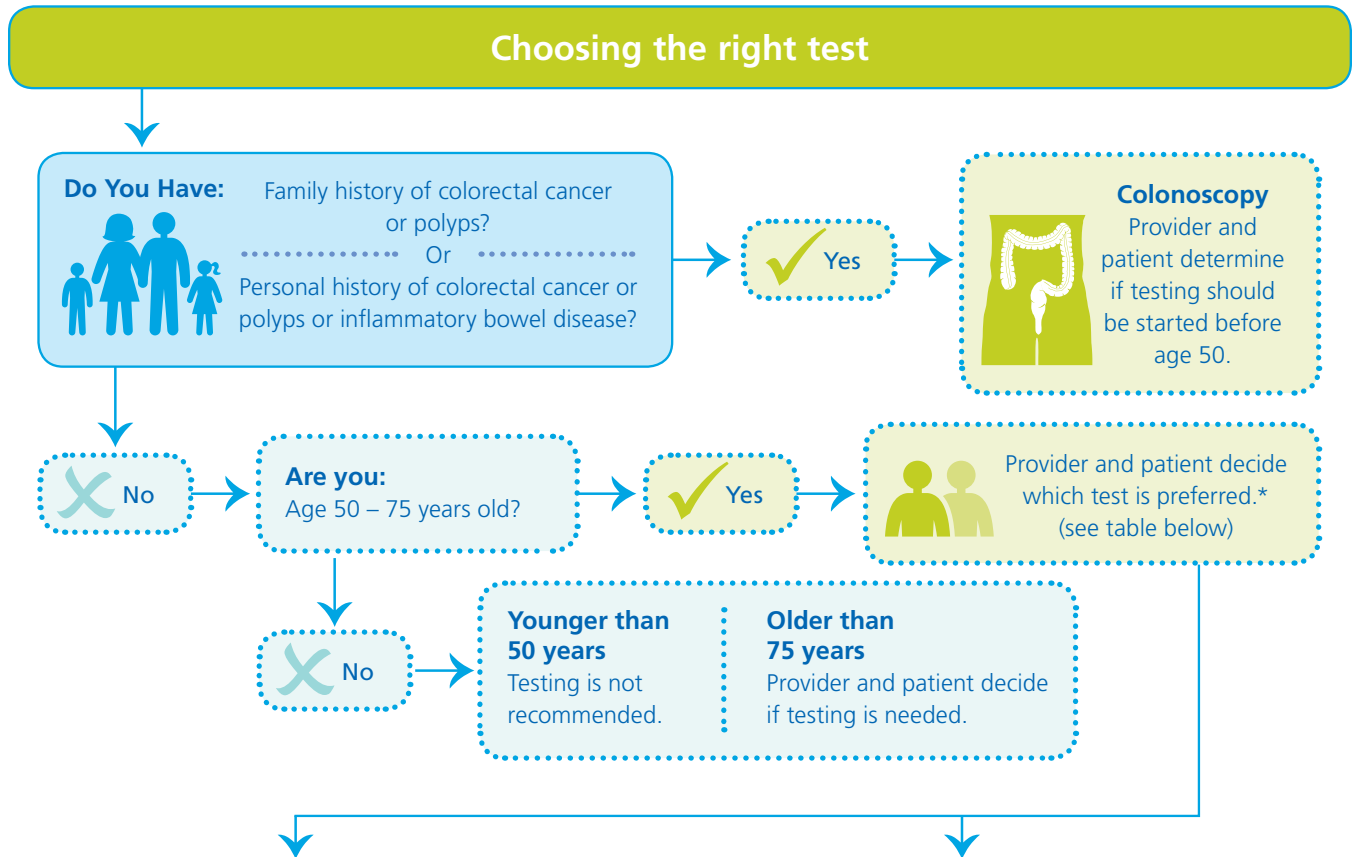 Choosing the right test
Do You Have:
Family history of colorectal cancer
or polyps?
Or
Personal history of colorectal cancer or
polyps or inflammatory bowel disease?
Yes
Colonoscopy
Provider and
patient determine
if testing should
be started before
age 50.
No
Are you:
Age 50 – 75 years old?
Yes
Provider and patient decide
which test is preferred.*
(see table below)
No
Younger than
50 years
Testing is not
recommended.
Older than
75 years
Provider and patient decide
if testing is needed.